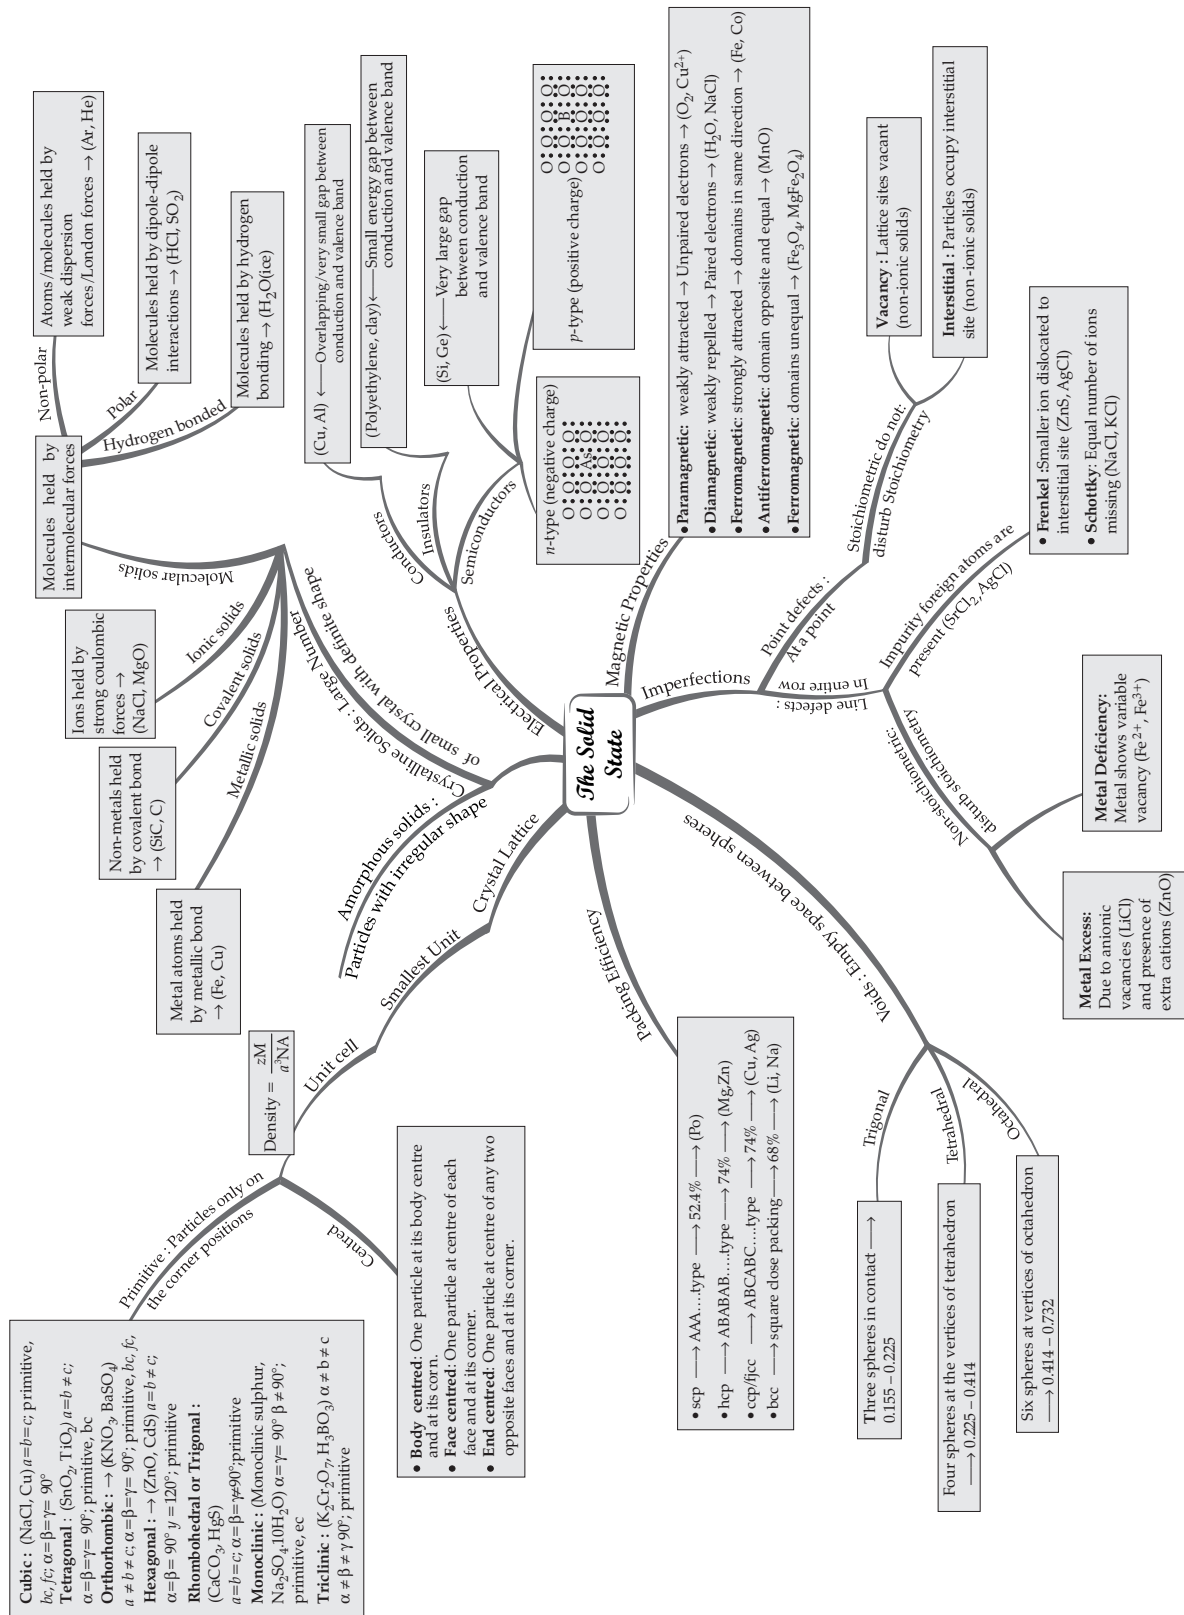 The Solid
State
Electrical Properties
Conductors
(Cu, Al) ← Overlapping/very small gap between
conduction and valence band
Insulators
(Polyethylene, clay) ← Small energy gap between
conduction and valence band
Semiconductors
(Si, Ge) ← Very large gap
between conduction
and valence band
n-type (negative charge)
O O O O
O O As O
O O O O
O O O O
p-type (positive charge)
O O O O
O O B O
O O O O
O O O O
Magnetic Properties
• Paramagnetic: weakly attracted → Unpaired electrons → (O2, Cu2+)
• Diamagnetic: weakly repelled → Paired electrons → (H2O, NaCl)
• Ferromagnetic: strongly attracted → domains in same direction → (Fe, Co)
• Antiferromagnetic: domain opposite and equal → (MnO)
• Ferromagnetic: domains unequal → (Fe3O4, MgFe2O4)
Imperfections
Point defects :
At a point
Stoichiometric do not:
disturb Stoichiometry
Vacancy : Lattice sites vacant
(non-ionic solids)
Interstitial : Particles occupy interstitial
site (non -ionic solids)
Line defects :
In entire row
Impurity foreign atoms are
present (SrCl2, AgCl)
• Frenkel :Smaller ion dislocated to
interstitial site (ZnS, AgCl)
• Schottky: Equal number of ions
missing (NaCl, KCl)
Non-stoichiometric:
disturb stoichiometry
Metal Deficiency:
Metal shows variable
vacancy (Fe2+, Fe3+)
Metal Excess:
Due to anionic
vacancies (LiCl)
and presence of
extra cations (ZnO)
Voids : Empty space between spheres
Trigonal
Three spheres in contact →
0.155 – 0.225
Tetrahedral
Four spheres at the vertices of tetrahedron
→ 0.225 – 0.414
Octahedral
Six spheres at vertices of octahedron
→ 0.414 – 0.732
Packing Efficiency
• scp → AAA....type → 52.4% → (Po)
• hcp → ABABAB.....type → 74% → (Mg,Zn)
• ccp/fjcc → ABCABC....type → 74% → (Cu, Ag)
• bcc → square dose packing → 68% → (Li, Na)
Crystal Lattice
Smallest Unit
Unit cell
Density = zM / a³NA
Primitive : Particles only on
the corner positions
Cubic : (NaCl, Cu) a=b=c; primitive,
bc, fc; α=β=γ= 90°
Tetragonal : (SnO2, TiO2) a=b≠c;
α=β=γ= 90°; primitive, bc
Orthorhombic : → (KNO3, BaSO4)
a ≠ b ≠ c; α=β=γ= 90°; primitive, bc, fc,
Hexagonal : → (ZnO, CdS) a=b≠c;
α=β= 90° y =120°; primitive
Rhombohedral or Trigonal :
(CaCO3, HgS)
a=b=c; α=β=γ≠90°;primitive
Monoclinic : (Monoclinic sulphur,
Na2SO4.10H2O) α=γ= 90° β≠90°;
primitive, ec
Triclinic : (K2Cr2O7, H3BO3) α≠b≠c
α≠β≠γ 90°; primitive
Centred
• Body centred: One particle at its body centre
and at its corn.
• Face centred: One particle at centre of each
face and at its corner.
• End centred: One particle at centre of any two
opposite faces and at its corner.
Amorphous solids :
Particles with irregular shape
Crystalline Solids : Large Number
of small crystal with definite shape
Metallic solids
Metal atoms held
by metallic bond
→ (Fe, Cu)
Covalent solids
Non-metals held
by covalent bond
→ (SiC, C)
Ionic solids
Ions held by
strong coulombic
forces →
(NaCl, MgO)
Molecular solids
Molecules held by
intermolecular forces
Non-polar
Atoms/molecules held by
weak dispersion
forces/London forces → (Ar, He)
Polar
Molecules held by dipole-dipole
interactions → (HCl, SO2)
Hydrogen bonded
Molecules held by hydrogen
bonding → (H2O(ice)